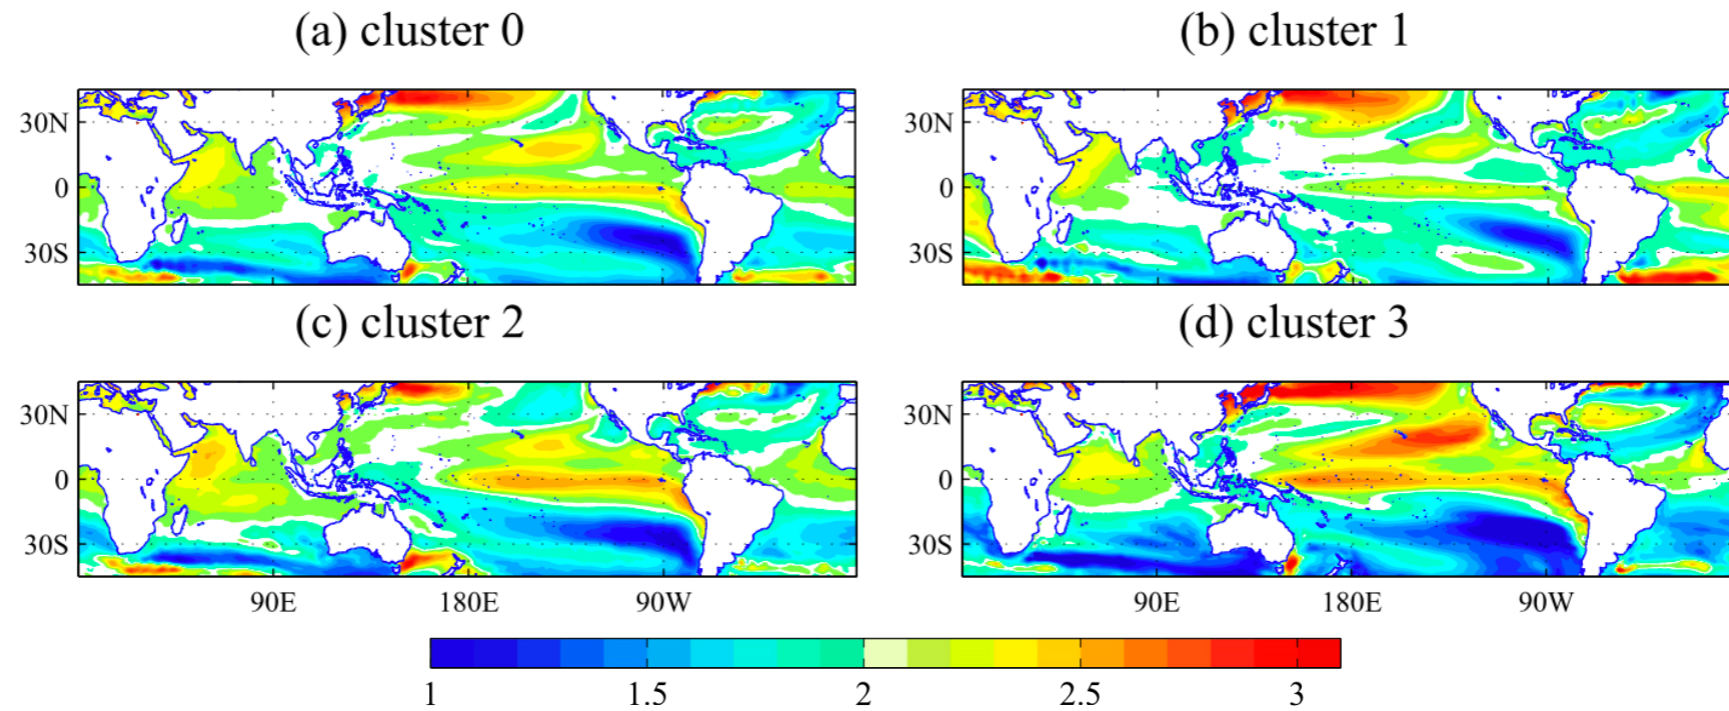 (a) cluster 0
(b) cluster 1
30N
0
30S
30N
0
30S
(c) cluster 2
(d) cluster 3
30N
0
30S
90E 180E 90W
30N
0
30S
90E 180E 90W
1 1.5 2 2.5 3